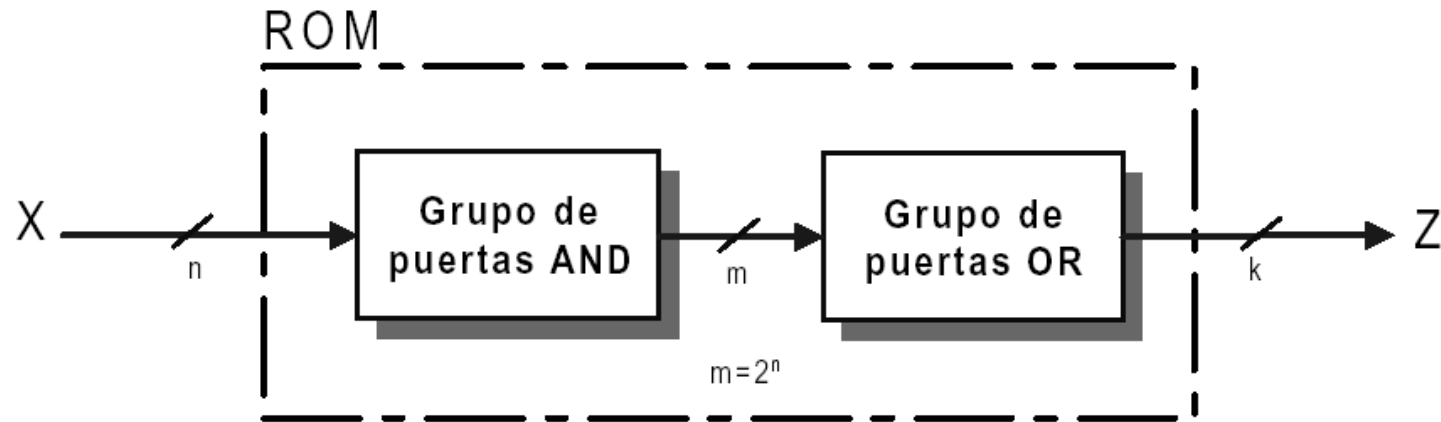 ROM
X
n
Grupo de
puertas AND
m
Grupo de
puertas OR
k
Z
m=2ⁿ